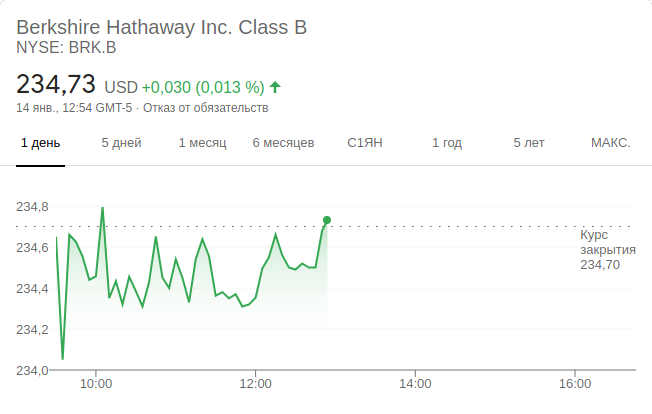 Berkshire Hathaway Inc. Class B
NYSE: BRK.B
234,73 USD +0,030 (0,013 %)
14 янв., 12:54 GMT-5 · Отказ от обязательств
1 день 5 дней 1 месяц 6 месяцев С1ЯН 1 год 5 лет МАКС.
234,8
234,6
234,4
234,2
234,0
Курс
закрытия
234,70
10:00 12:00 14:00 16:00